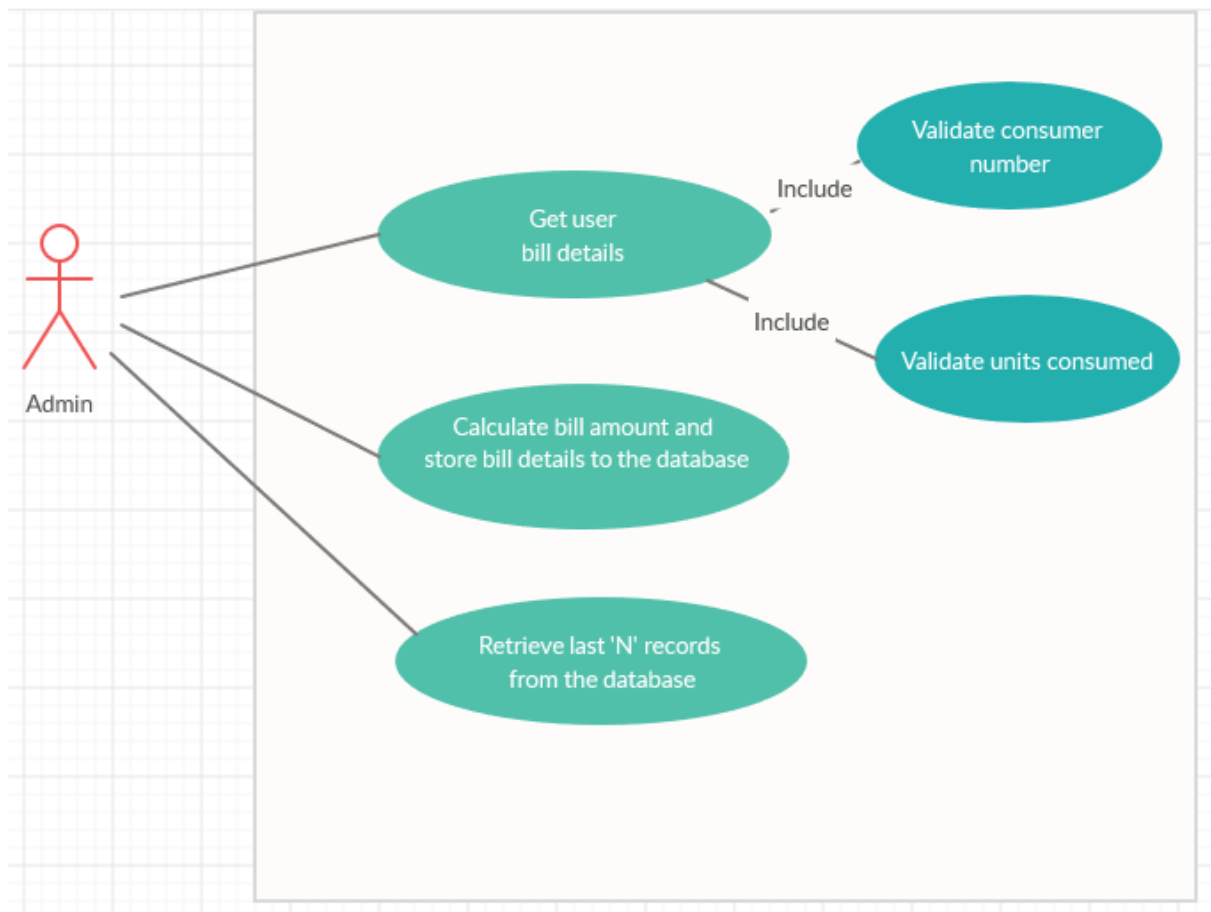 Validate consumer
number
Include
Get user
bill details
Include
Validate units consumed
Admin
Calculate bill amount and
store bill details to the database
Retrieve last 'N' records
from the database